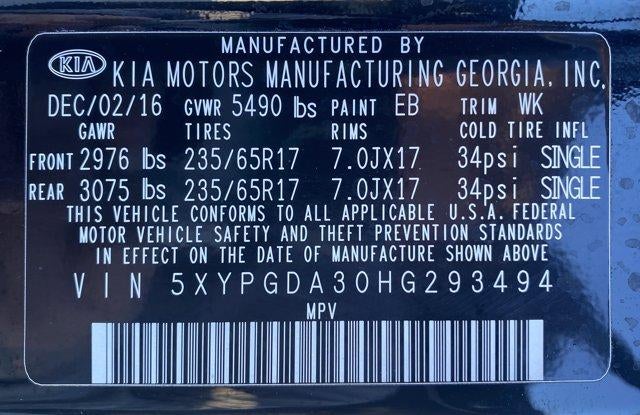 MANUFACTURED BY
KIA KIA MOTORS MANUFACTURING GEORGIA, INC.
DEC/02/16 GVWR 5490 lbs PAINT EB TRIM WK
GAWR TIRES RIMS COLD TIRE INFL
FRONT 2976 lbs 235/65R17 7.0JX17 34psi SINGLE
REAR 3075 lbs 235/65R17 7.0JX17 34psi SINGLE
THIS VEHICLE CONFORMS TO ALL APPLICABLE U.S.A. FEDERAL
MOTOR VEHICLE SAFETY AND THEFT PREVENTION STANDARDS
IN EFFECT ON THE DATE OF MANUFACTURE SHOWN ABOVE
VIN 5XYPGDA30HG293494
MPV